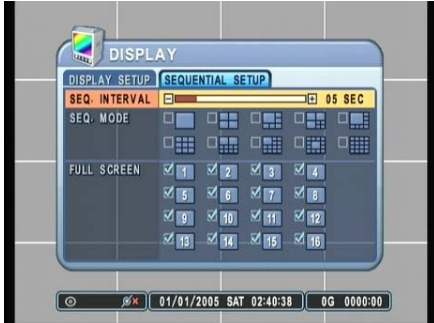 DISPLAY
DISPLAY SETUP SEQUENTIAL SETUP
SEQ. INTERVAL 05 SEC
SEQ. MODE
FULL SCREEN 1 2 3 4
5 6 7 8
9 10 11 12
13 14 15 16
01/01/2005 SAT 02:40:38 0G 0000:00